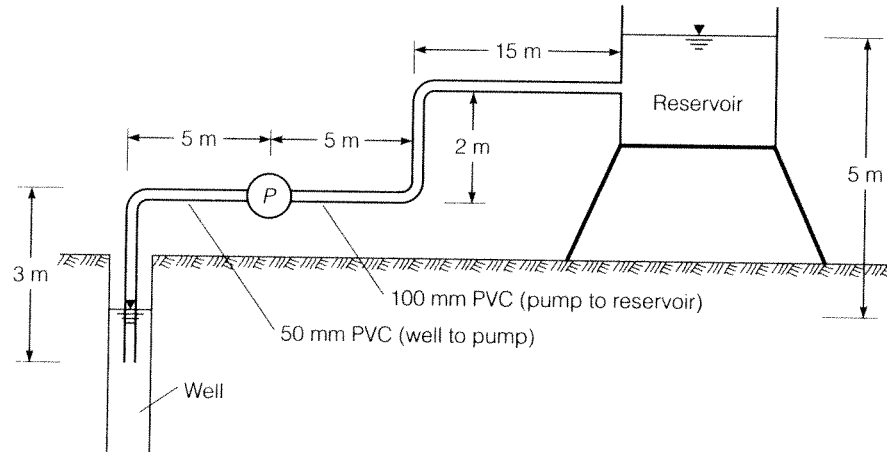 15 m
Reservoir
5 m
5 m
2 m
P
5 m
3 m
100 mm PVC (pump to reservoir)
50 mm PVC (well to pump)
Well